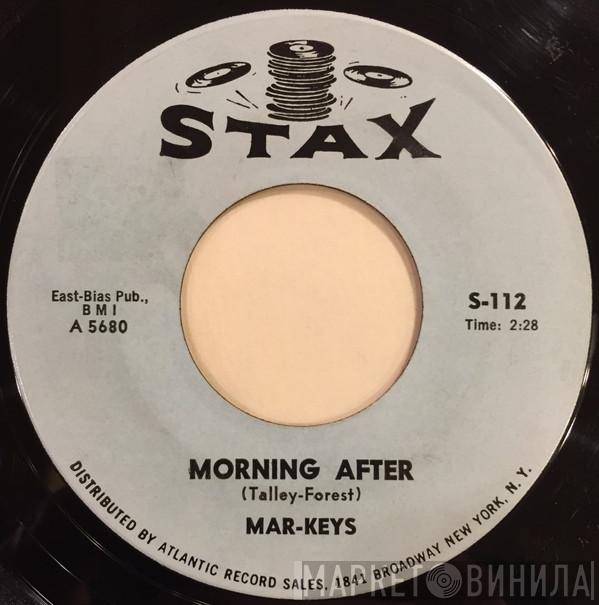 STAX
East-Bias Pub.,
BMI
A 5680
S-112
Time: 2:28
MORNING AFTER
(Talley-Forest)
MAR-KEYS
DISTRIBUTED BY ATLANTIC RECORD SALES, 1841 BROADWAY NEW YORK, N. Y.
МАРКЕТ ВИНИЛА